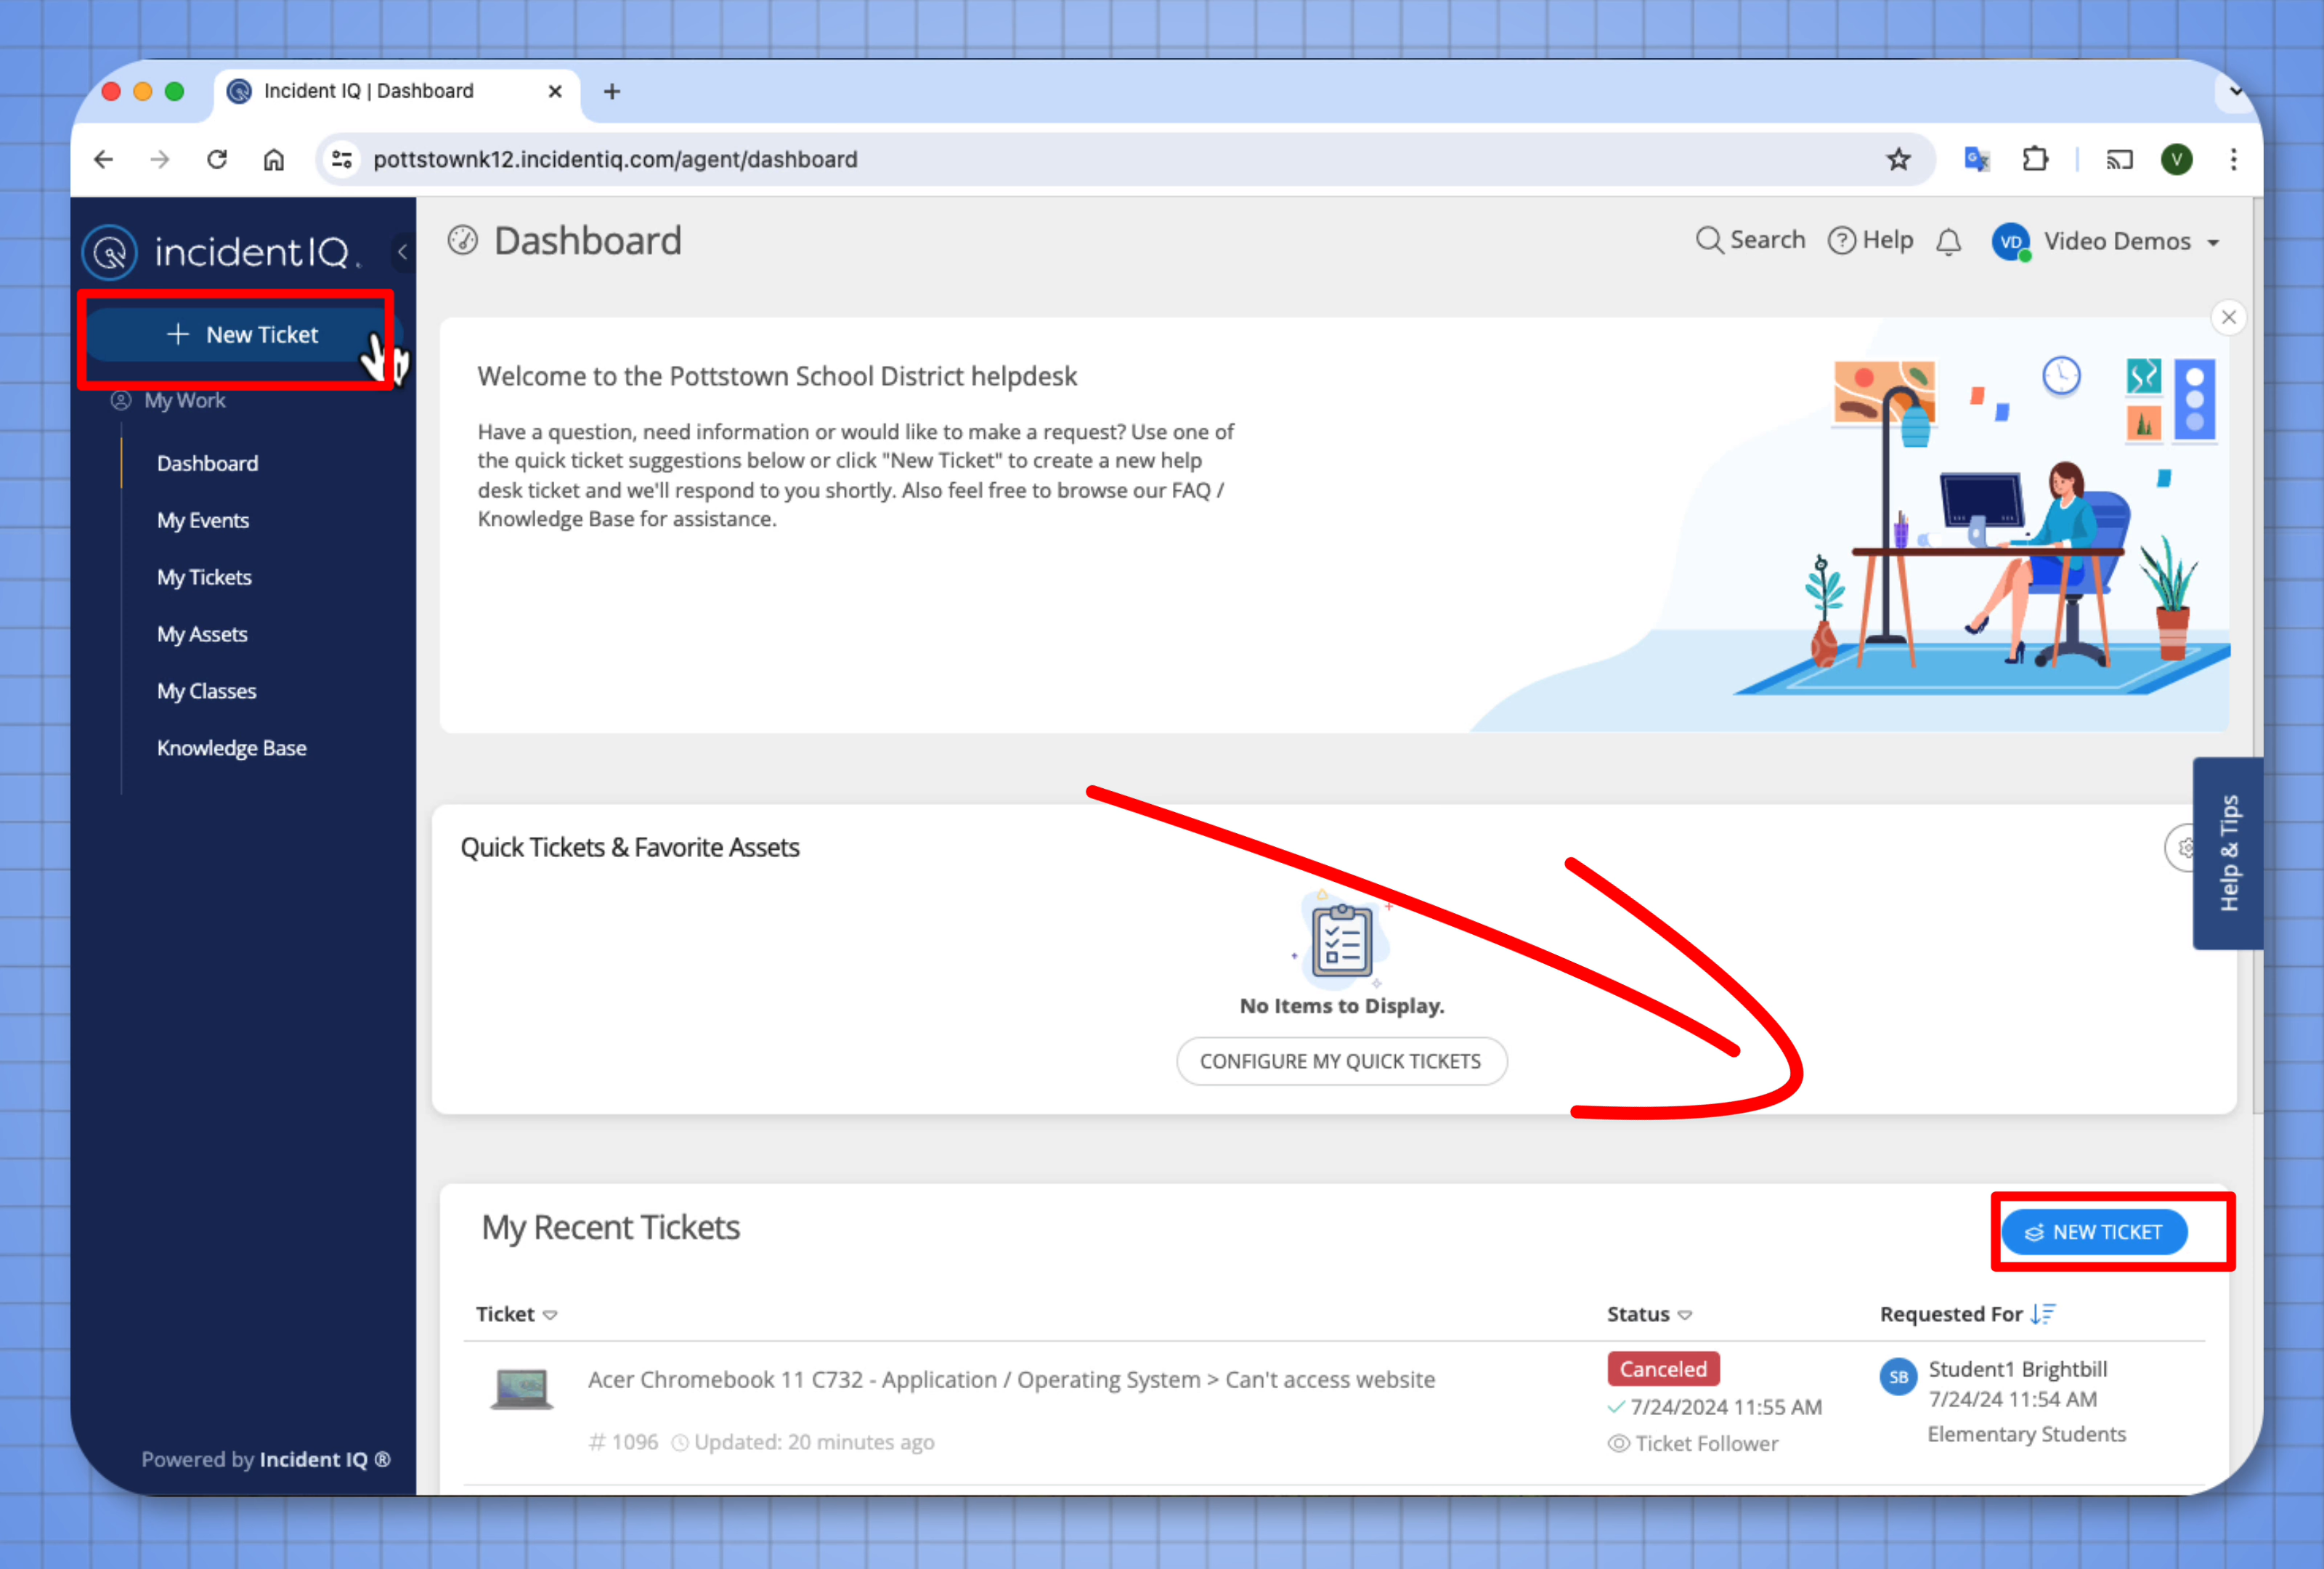 Incident IQ | Dashboard
pottstownk12.incidentiq.com/agent/dashboard
V
incidentIQ
Dashboard
Search
Help
VD
Video Demos
New Ticket
My Work
Dashboard
My Events
My Tickets
My Assets
My Classes
Knowledge Base
Welcome to the Pottstown School District helpdesk
Have a question, need information or would like to make a request? Use one of
the quick ticket suggestions below or click "New Ticket" to create a new help
desk ticket and we'll respond to you shortly. Also feel free to browse our FAQ /
Knowledge Base for assistance.
Help & Tips
Quick Tickets & Favorite Assets
No Items to Display.
CONFIGURE MY QUICK TICKETS
My Recent Tickets
NEW TICKET
Ticket
Status
Requested For
Acer Chromebook 11 C732 - Application / Operating System > Can't access website
# 1096 Updated: 20 minutes ago
Canceled
7/24/2024 11:55 AM
Ticket Follower
SB
Student1 Brightbill
7/24/24 11:54 AM
Elementary Students
Powered by Incident IQ ®